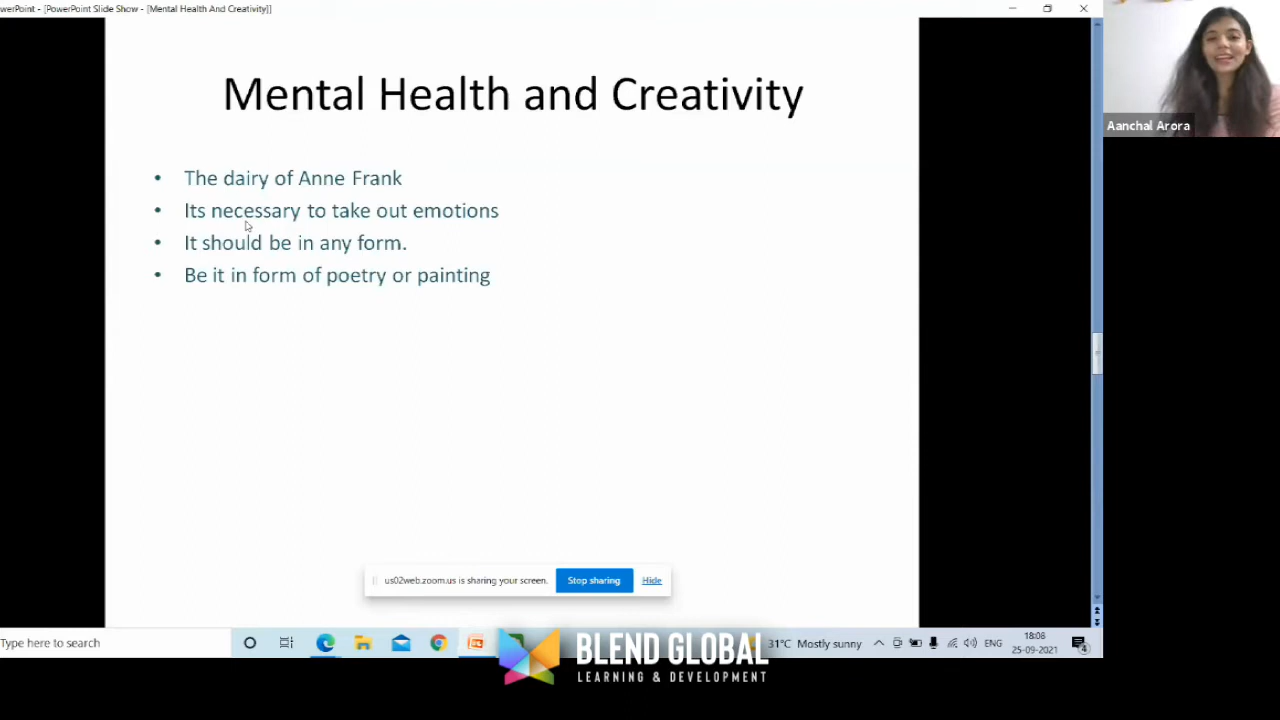 werPoint - [PowerPoint Slide Show - [Mental Health And Creativity]]
Mental Health and Creativity
• The dairy of Anne Frank
• Its necessary to take out emotions
• It should be in any form.
• Be it in form of poetry or painting
Aanchal Arora
us02web.zoom.us is sharing your screen. Stop sharing Hide
Type here to search
31°C Mostly sunny
ENG
18:08
25-09-2021
4
BLEND GLOBAL
LEARNING & DEVELOPMENT